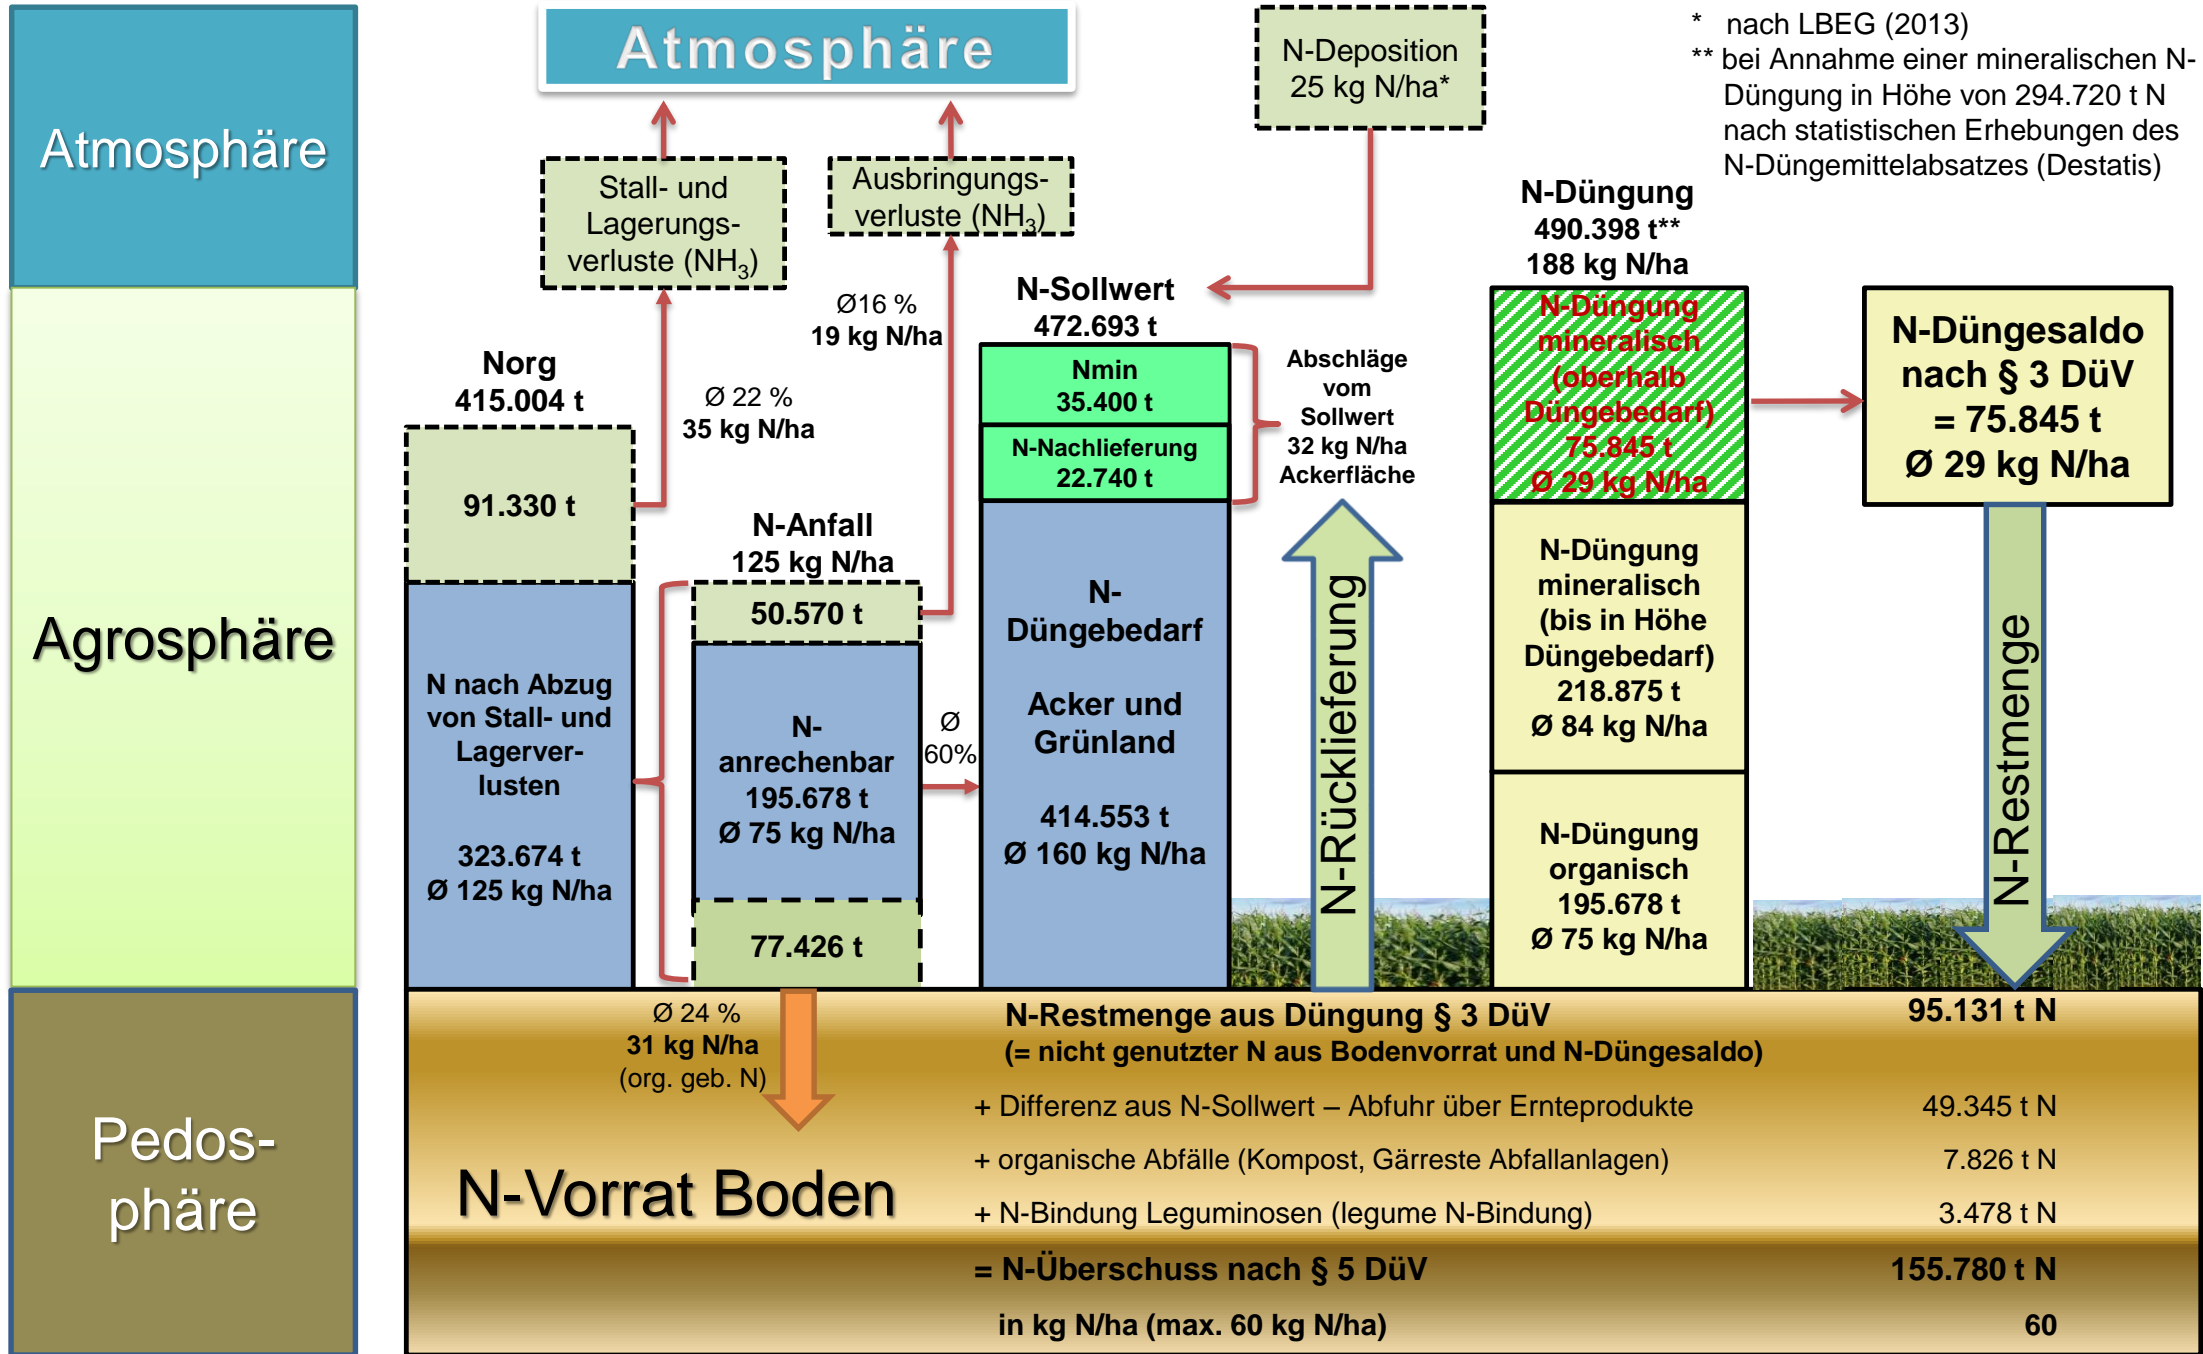 Atmosphäre
Agrosphäre
Pedos-
phäre
Atmosphäre
Stall- und
Lagerungs-
verluste (NH₃)
Ausbringungs-
verluste (NH₃)
N-Deposition
25 kg N/ha*
* nach LBEG (2013)
** bei Annahme einer mineralischen N-
Düngung in Höhe von 294.720 t N
nach statistischen Erhebungen des
N-Düngemittelabsatzes (Destatis)
Norg
415.004 t
91.330 t
N nach Abzug
von Stall- und
Lagerver-
lusten
323.674 t
Ø 125 kg N/ha
Ø 22 %
35 kg N/ha
N-Anfall
125 kg N/ha
50.570 t
N-
anrechenbar
195.678 t
Ø 75 kg N/ha
77.426 t
Ø16 %
19 kg N/ha
Ø
60%
N-Sollwert
472.693 t
Nmin
35.400 t
N-Nachlieferung
22.740 t
N-
Düngebedarf
Acker und
Grünland
414.553 t
Ø 160 kg N/ha
Abschläge
vom
Sollwert
32 kg N/ha
Ackerfläche
N-Rücklieferung
N-Düngung
490.398 t**
188 kg N/ha
N-Düngung
mineralisch
(oberhalb
Düngebedarf)
75.845 t
Ø 29 kg N/ha
N-Düngung
mineralisch
(bis in Höhe
Düngebedarf)
218.875 t
Ø 84 kg N/ha
N-Düngung
organisch
195.678 t
Ø 75 kg N/ha
N-Düngesaldo
nach § 3 DüV
= 75.845 t
Ø 29 kg N/ha
N-Restmenge
Ø 24 %
31 kg N/ha
(org. geb. N)
N-Vorrat Boden
N-Restmenge aus Düngung § 3 DüV 95.131 t N
(= nicht genutzter N aus Bodenvorrat und N-Düngesaldo)
+ Differenz aus N-Sollwert – Abfuhr über Ernteprodukte 49.345 t N
+ organische Abfälle (Kompost, Gärreste Abfallanlagen) 7.826 t N
+ N-Bindung Leguminosen (legume N-Bindung) 3.478 t N
= N-Überschuss nach § 5 DüV 155.780 t N
in kg N/ha (max. 60 kg N/ha) 60